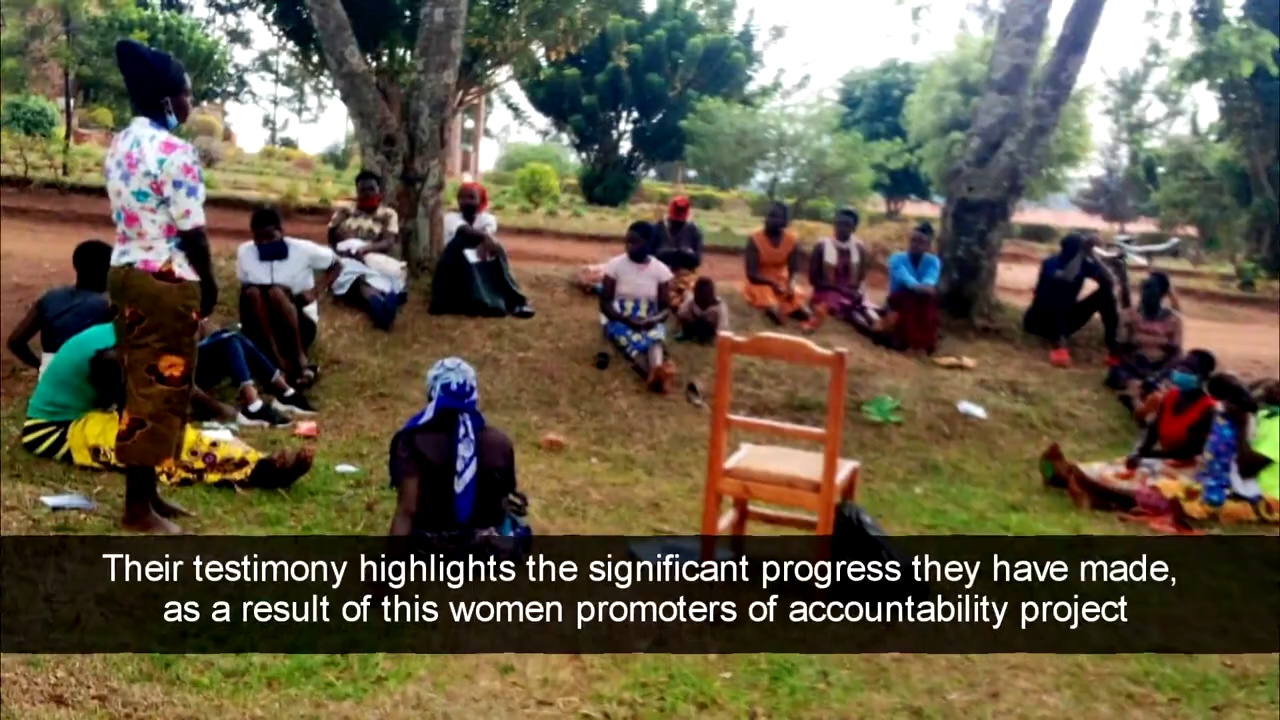 Their testimony highlights the significant progress they have made,
as a result of this women promoters of accountability project